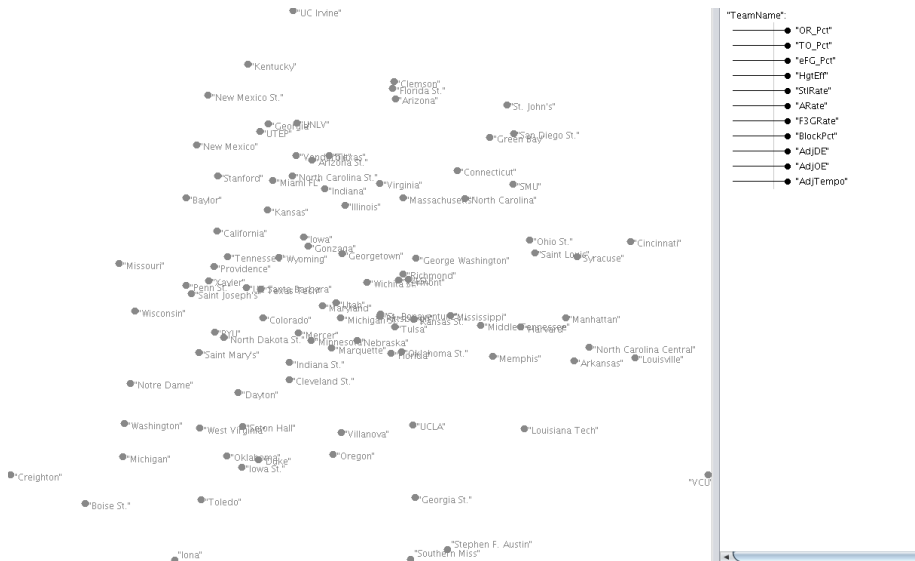 "UC Irvine"
"Kentucky"
"Clemson"
"Florida St."
"New Mexico St."
"Arizona"
"St. John's"
"Georgia"
"UNLV"
"UTEP"
"San Diego St."
"Green Bay"
"New Mexico"
"Arizona St."
"Connecticut"
"Stanford"
"North Carolina St."
"Miami FL"
"Virginia"
"SMU"
"Indiana"
"Baylor"
"Massachusetts"
"North Carolina"
"Illinois"
"Kansas"
"California"
"Iowa"
"Ohio St."
"Cincinnati"
"Gonzaga"
"Georgetown"
"Saint Louis"
"Syracuse"
"Tennessee"
"Wyoming"
"George Washington"
"Missouri"
"Providence"
"Richmond"
"Xavier"
"Wichita St."
"Vermont"
"Penn St."
"Saint Joseph's"
"Utah"
"Maryland"
"Wisconsin"
"Colorado"
"Michigan St."
"Kansas St."
"Mississippi"
"Manhattan"
"Tulsa"
"Middle Tennessee"
"Harvard"
"BYU"
"Mercer"
"North Dakota St."
"Minnesota"
"Nebraska"
"Marquette"
"North Carolina Central"
"Saint Mary's"
"Florida"
"Oklahoma St."
"Memphis"
"Louisville"
"Arkansas"
"Indiana St."
"Cleveland St."
"Notre Dame"
"Dayton"
"Washington"
"West Virginia"
"Seton Hall"
"UCLA"
"Villanova"
"Louisiana Tech"
"Michigan"
"Oklahoma"
"Duke"
"Oregon"
"Iowa St."
"Creighton"
"VCU"
"Boise St."
"Toledo"
"Georgia St."
"Stephen F. Austin"
"Iona"
"Southern Miss"
"TeamName":
"OR_Pct"
"TO_Pct"
"eFG_Pct"
"HgtEff"
"StlRate"
"ARate"
"F3GRate"
"BlockPct"
"AdjDE"
"AdjOE"
"AdjTempo"